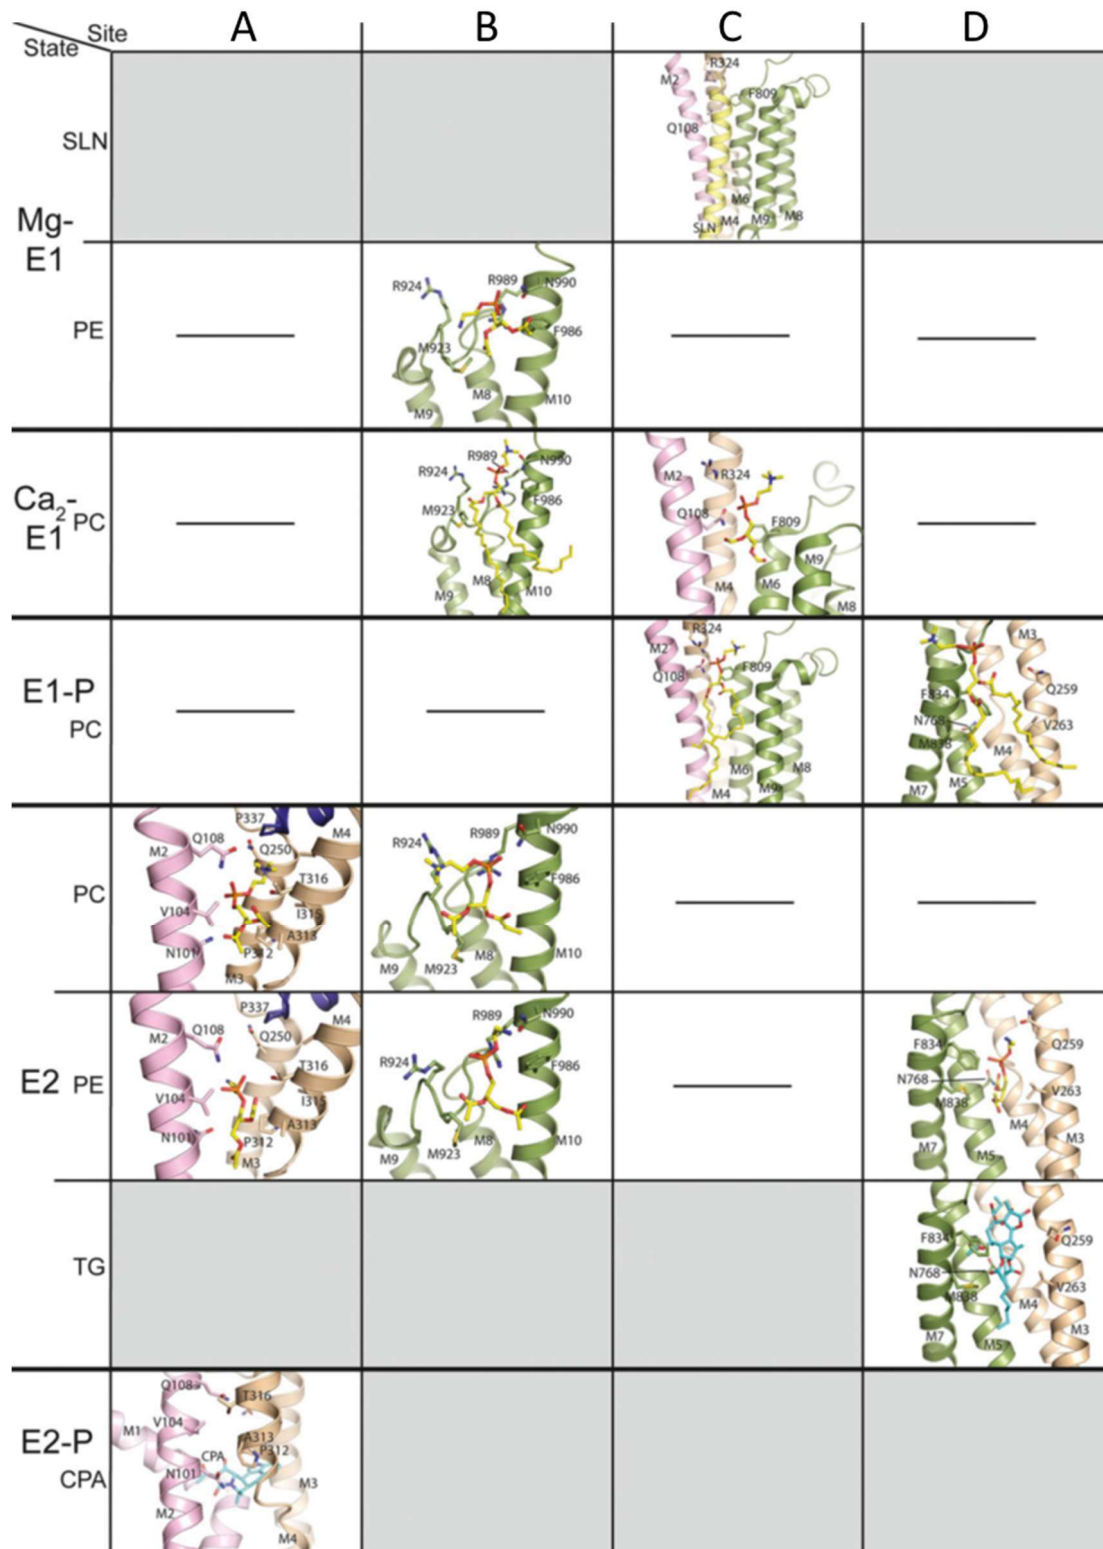 Site
State
A B C D
SLN
R324
M2
F809
Q108
M6
M8
SLN M4 M9
Mg-
E1
PE
R924 R989 N990
F986
M923
M8
M9 M10
Ca2-
E1
PC
R989 N990
R924
F986
M923
M8
M9 M10
M2 R324
Q108 F809
M9
M4 M6
M8
E1-P
PC
R324
M2
F809
Q108
M6 M8
M4 M9
M3
F834 Q259
N768 V263
M838 M4
M7 M5
E2
PC
P337
Q108 M4
M2 Q250
T316
V104 I315
A313
N101 P312
M3
R989 N990
R924
F986
M8
M9 M923 M10
PE
P337
Q108 M4
M2 Q250
T316
V104 I315
A313
N101 P312
M3
R989 N990
R924 F986
M8
M9 M923 M10
F834 Q259
N768
M838 V263
M4
M7 M5 M3
TG
F834 Q259
N768
M838 V263
M4
M7 M5 M3
E2-P
CPA
Q108 T316
V104
M1 A313
P312
CPA
N101
M3
M2
M4